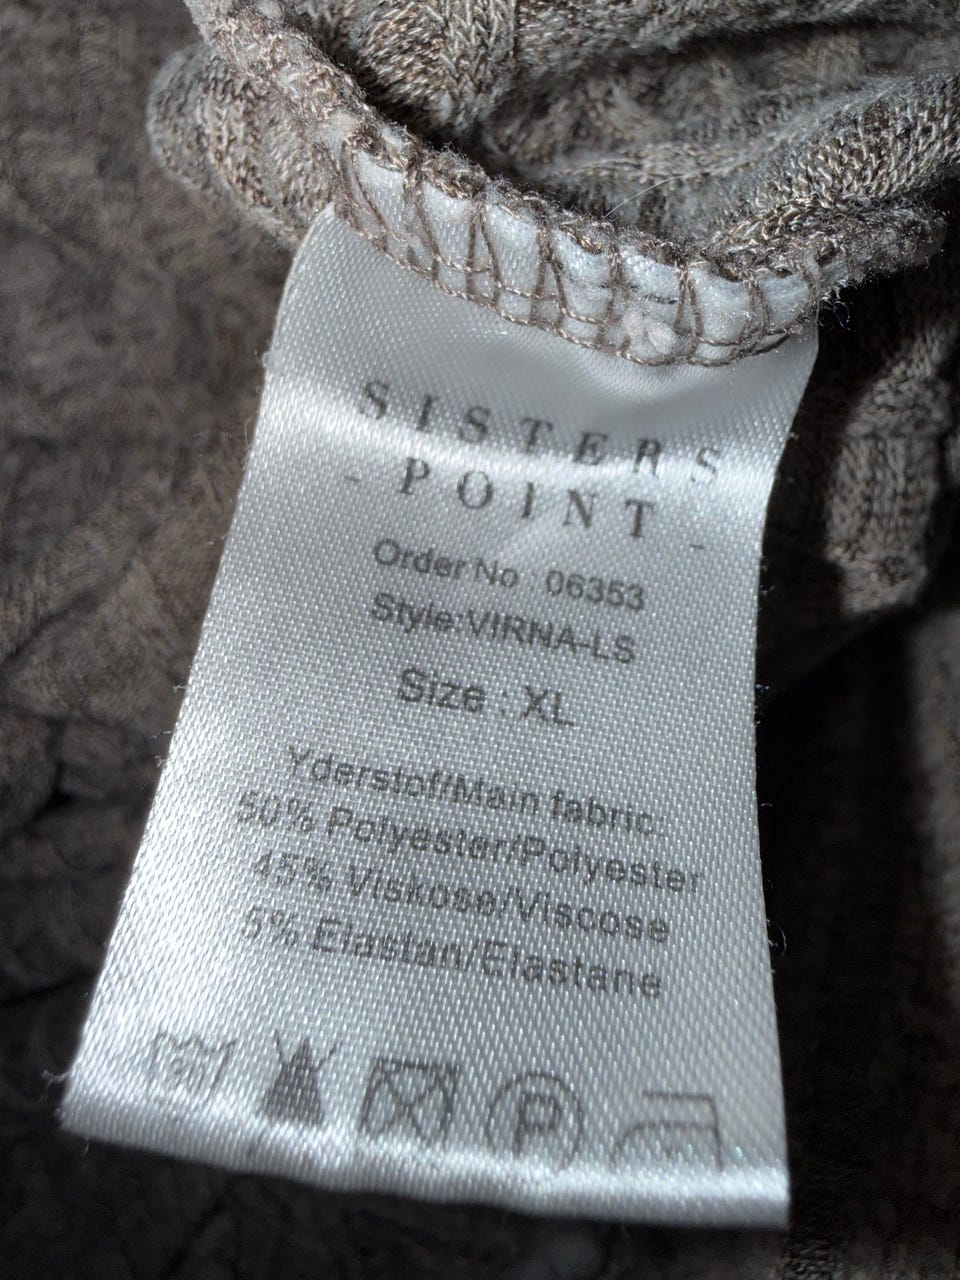 SISTERS
- POINT -
Order No : 06353
Style:VIRNA-LS
Size : XL
Yderstof/Main fabric:
50% Polyester/Polyester
45% Viskose/Viscose
5% Elastan/Elastane
P